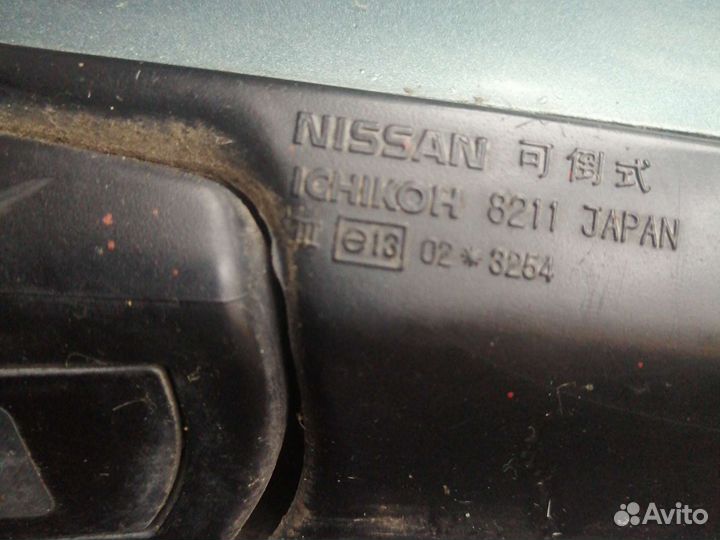 NISSAN 可倒式
ICHIKOH 8211 JAPAN
III e13 02 * 3254
Avito